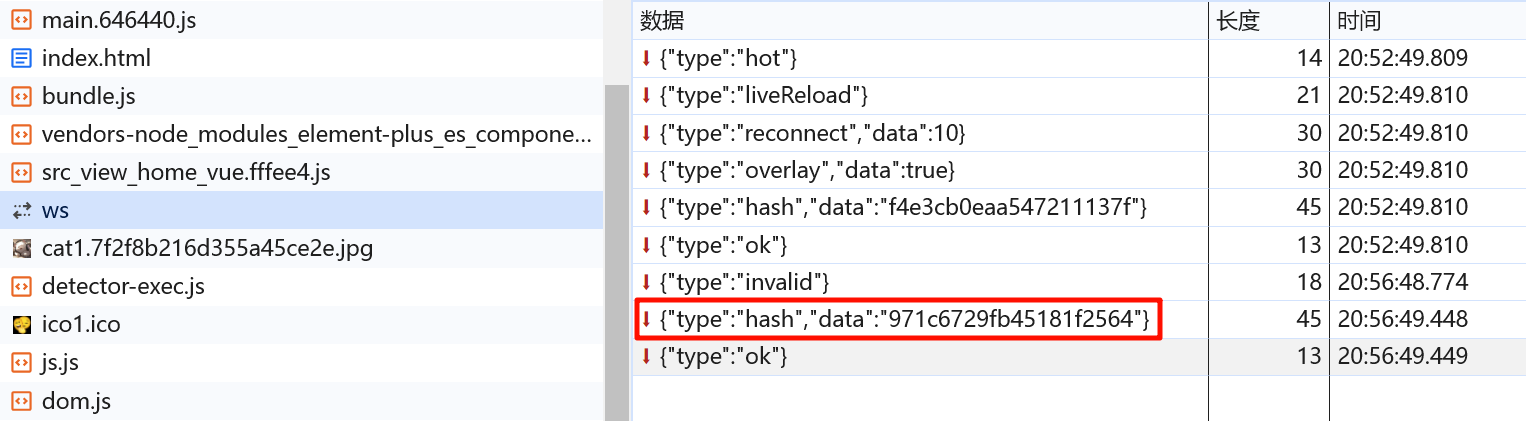 main.646440.js
index.html
bundle.js
vendors-node_modules_element-plus_es_compone...
src_view_home_vue.fffee4.js
ws
cat1.7f2f8b216d355a45ce2e.jpg
detector-exec.js
ico1.ico
js.js
dom.js
数据 长度 时间
{"type":"hot"} 14 20:52:49.809
{"type":"liveReload"} 21 20:52:49.810
{"type":"reconnect","data":10} 30 20:52:49.810
{"type":"overlay","data":true} 30 20:52:49.810
{"type":"hash","data":"f4e3cb0eaa547211137f"} 45 20:52:49.810
{"type":"ok"} 13 20:52:49.810
{"type":"invalid"} 18 20:56:48.774
{"type":"hash","data":"971c6729fb45181f2564"} 45 20:56:49.448
{"type":"ok"} 13 20:56:49.449